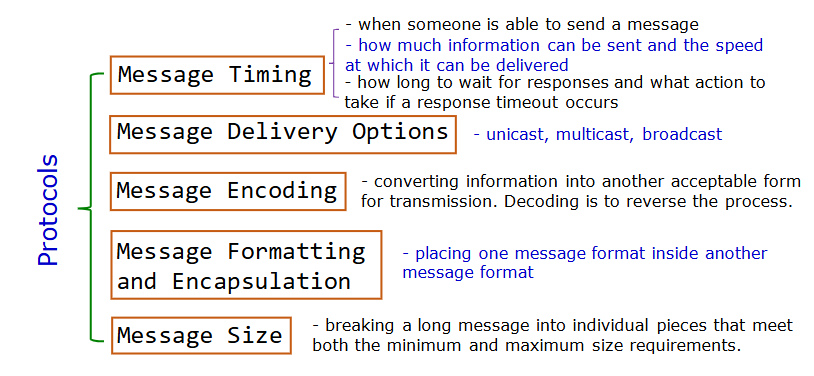 Protocols
Message Timing
- when someone is able to send a message
- how much information can be sent and the speed
at which it can be delivered
- how long to wait for responses and what action to
take if a response timeout occurs
Message Delivery Options
- unicast, multicast, broadcast
Message Encoding
- converting information into another acceptable form
for transmission. Decoding is to reverse the process.
Message Formatting
and Encapsulation
- placing one message format inside another
message format
Message Size
- breaking a long message into individual pieces that meet
both the minimum and maximum size requirements.